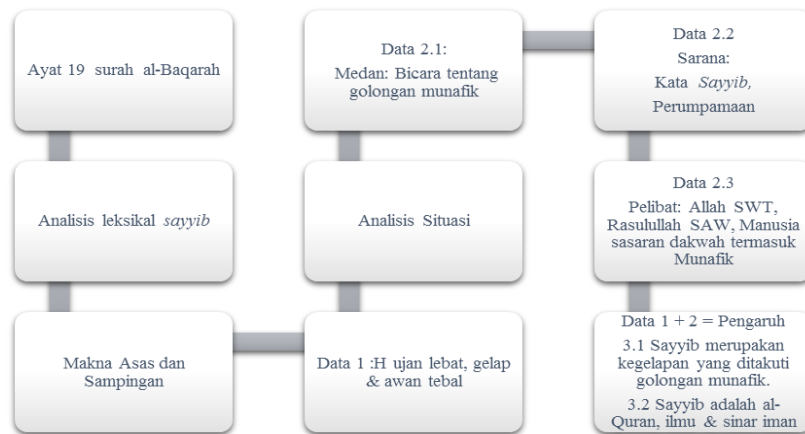 Ayat 19 surah al-Baqarah
Analisis leksikal sayyib
Makna Asas dan
Sampingan
Data 1 :H ujan lebat, gelap
& awan tebal
Analisis Situasi
Data 2.1:
Medan: Bicara tentang
golongan munafik
Data 2.2
Sarana:
Kata Sayyib,
Perumpamaan
Data 2.3
Pelibat: Allah SWT,
Rasulullah SAW, Manusia
sasaran dakwah termasuk
Munafik
Data 1 + 2 = Pengaruh
3.1 Sayyib merupakan
kegelapan yang ditakuti
golongan munafik.
3.2 Sayyib adalah al-
Quran, ilmu & sinar iman